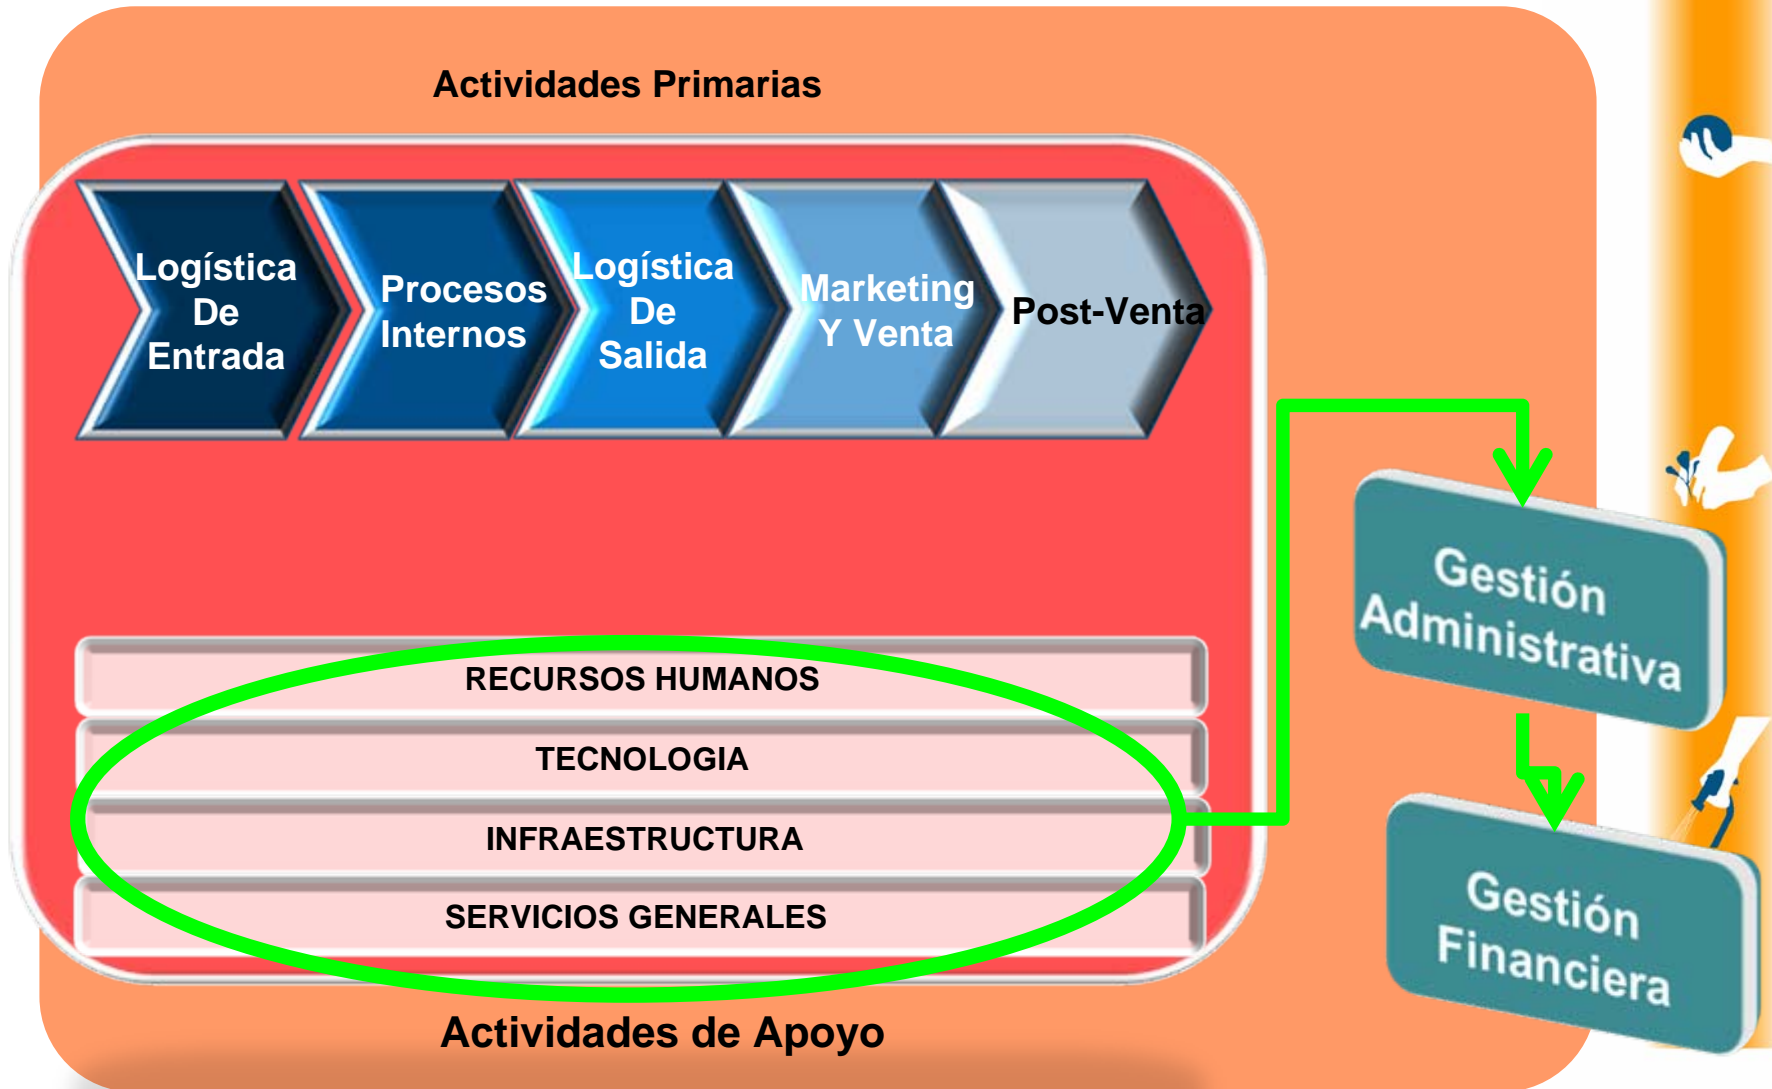 Actividades Primarias
Logística
De
Entrada
Procesos
Internos
Logística
De
Salida
Marketing
Y Venta
Post-Venta
RECURSOS HUMANOS
TECNOLOGIA
INFRAESTRUCTURA
SERVICIOS GENERALES
Actividades de Apoyo
Gestión
Administrativa
Gestión
Financiera